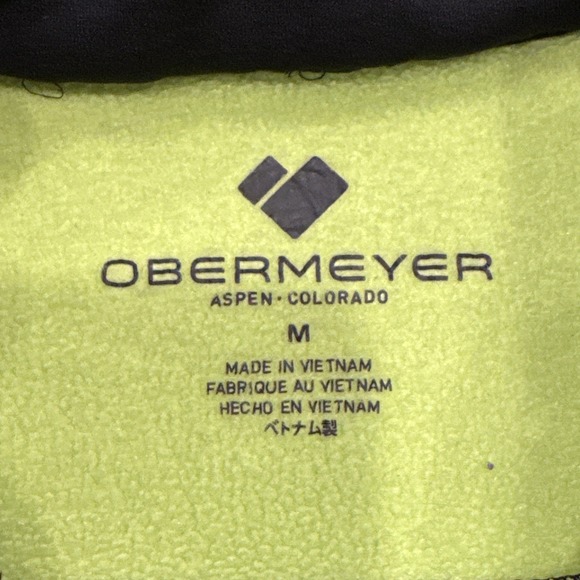 OBERMEYER
ASPEN · COLORADO
M
MADE IN VIETNAM
FABRIQUE AU VIETNAM
HECHO EN VIETNAM
ベトナム製